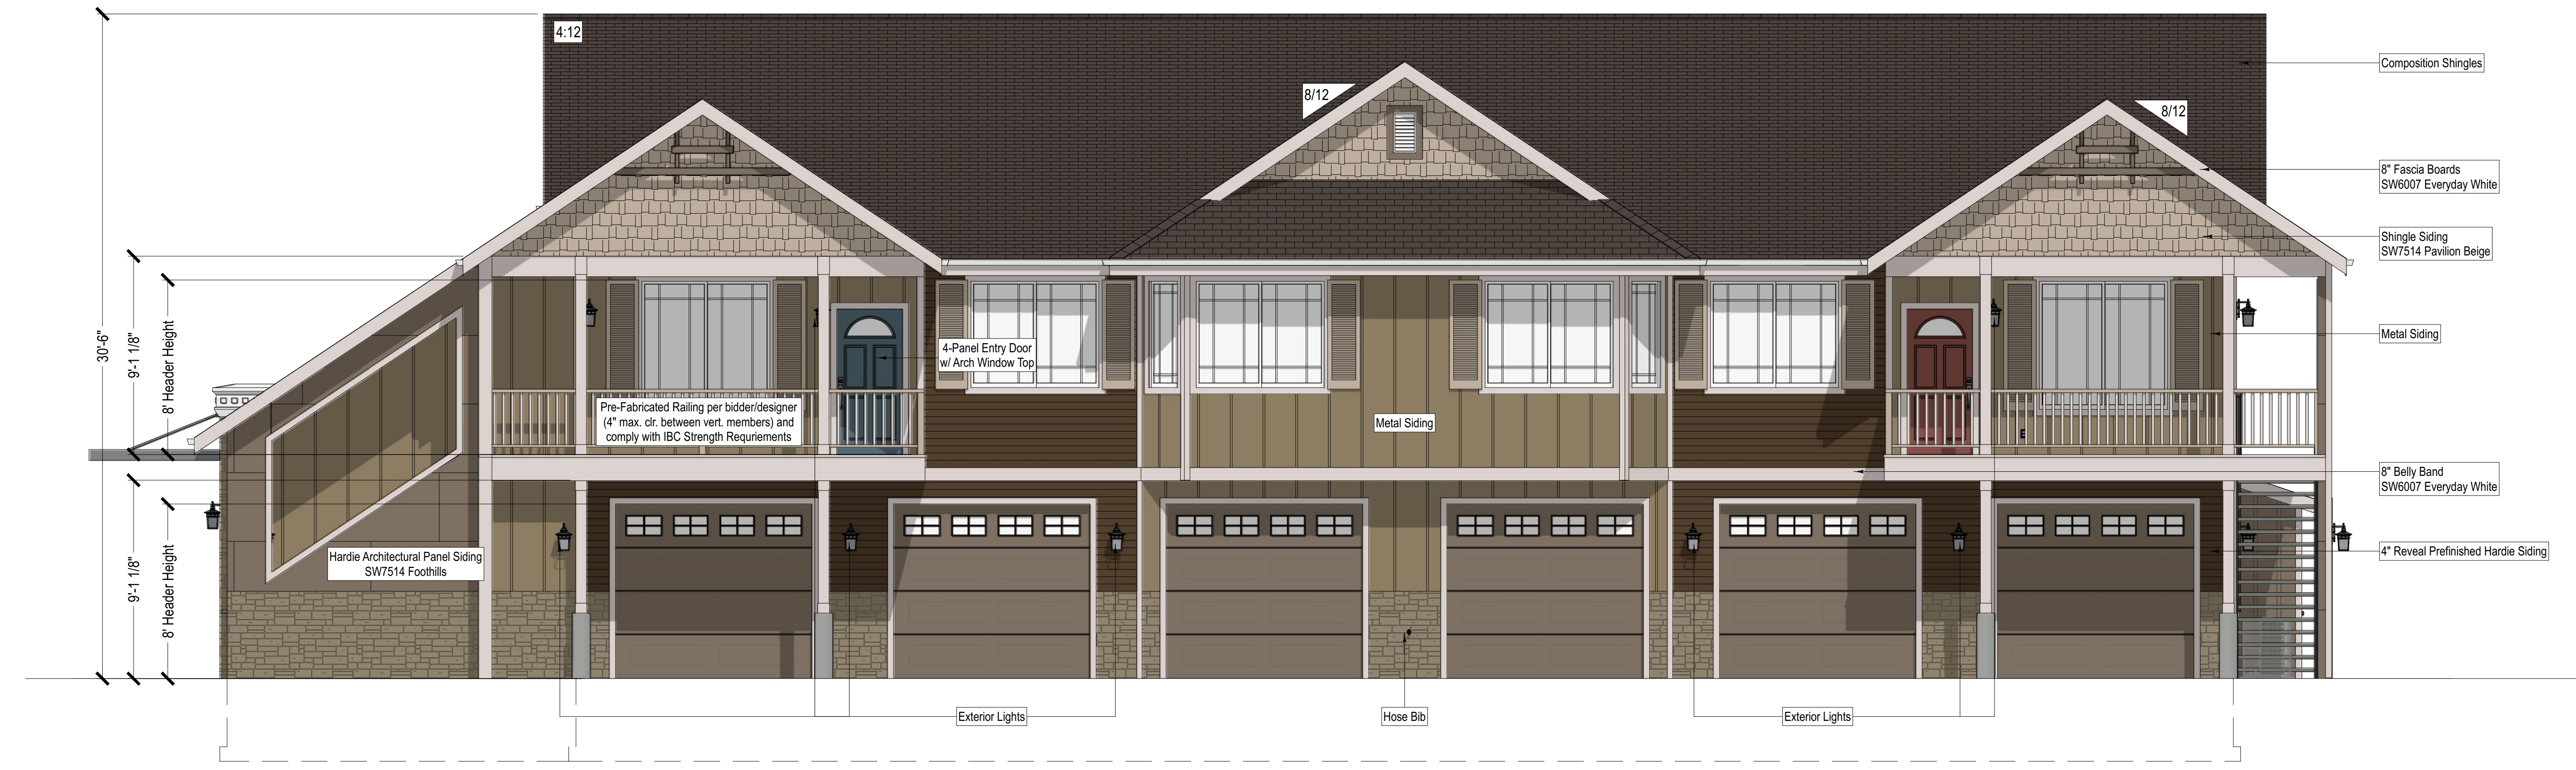 4:12
Composition Shingles
8/12
8/12
8" Fascia Boards
SW6007 Everyday White
Shingle Siding
SW7514 Pavilion Beige
30'-6"
9'-1 1/8"
8' Header Height
Metal Siding
4-Panel Entry Door
w/ Arch Window Top
Pre-Fabricated Railing per bidder/designer
(4" max. clr. between vert. members) and
comply with IBC Strength Requriements
Metal Siding
8" Belly Band
SW6007 Everyday White
9'-1 1/8"
8' Header Height
Hardie Architectural Panel Siding
SW7514 Foothills
4" Reveal Prefinished Hardie Siding
Exterior Lights
Hose Bib
Exterior Lights